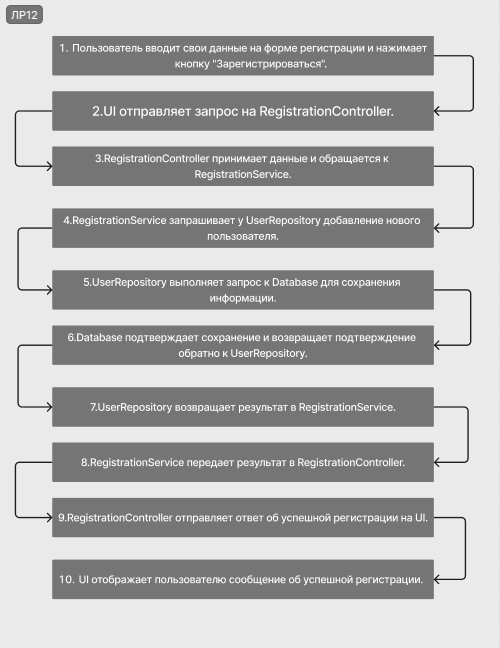 ЛР12
1. Пользователь вводит свои данные на форме регистрации и нажимает
кнопку "Зарегистрироваться".
2.UI отправляет запрос на RegistrationController.
3.RegistrationController принимает данные и обращается к
RegistrationService.
4.RegistrationService запрашивает у UserRepository добавление нового
пользователя.
5.UserRepository выполняет запрос к Database для сохранения
информации.
6.Database подтверждает сохранение и возвращает подтверждение
обратно к UserRepository.
7.UserRepository возвращает результат в RegistrationService.
8.RegistrationService передает результат в RegistrationController.
9.RegistrationController отправляет ответ об успешной регистрации на UI.
10. UI отображает пользователю сообщение об успешной регистрации.